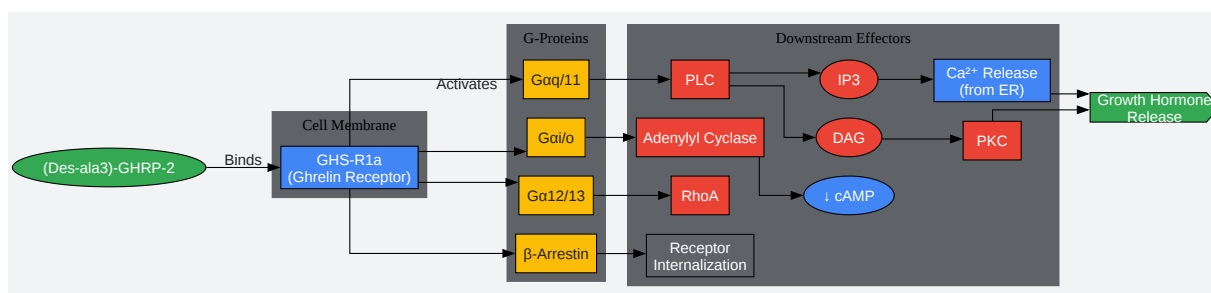 G-Proteins
Downstream Effectors
Gαq/11
PLC
IP3
Ca²⁺ Release
(from ER)
Activates
Growth Hormone
Release
Cell Membrane
Gαi/o
Adenylyl Cyclase
DAG
PKC
(Des-ala3)-GHRP-2
Binds
GHS-R1a
(Ghrelin Receptor)
Gα12/13
RhoA
↓ cAMP
β-Arrestin
Receptor
Internalization